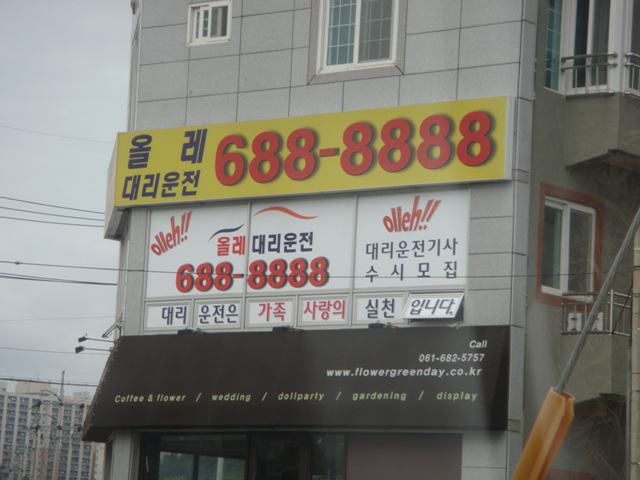 올 레
대리운전
688-8888
olleh!!
올레 대리운전
688-8888
olleh!!
대리운전기사
수시모집
대리 운전은 가족 사랑의 실천 입니다.
Call
061-682-5757
www.flowergreenday.co.kr
Coffee & flower / wedding / dollparty / gardening / display